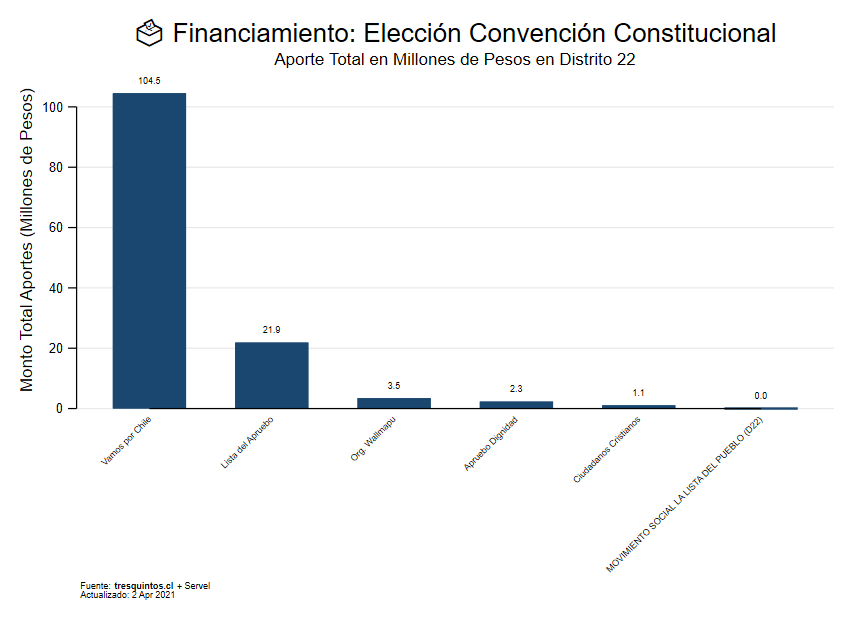 Financiamiento: Elección Convención Constitucional
Aporte Total en Millones de Pesos en Distrito 22
Monto Total Aportes (Millones de Pesos)
100
80
60
40
20
0
104.5
21.9
3.5
2.3
1.1
0.0
Vamos por Chile
Lista del Apruebo
Org. Wallmapu
Apruebo Dignidad
Ciudadanos Cristianos
MOVIMIENTO SOCIAL LA LISTA DEL PUEBLO (D22)
Fuente: tresquintos.cl + Servel
Actualizado: 2 Apr 2021